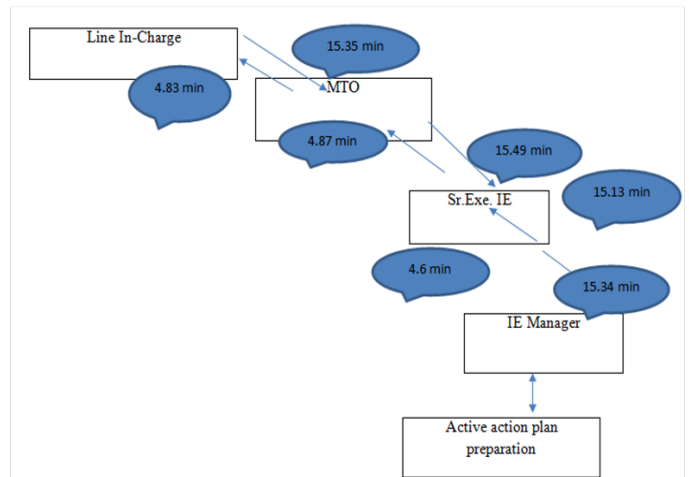 Line In-Charge
15.35 min
4.83 min
MTO
4.87 min
15.49 min
15.13 min
Sr.Exe. IE
4.6 min
15.34 min
IE Manager
Active action plan
preparation